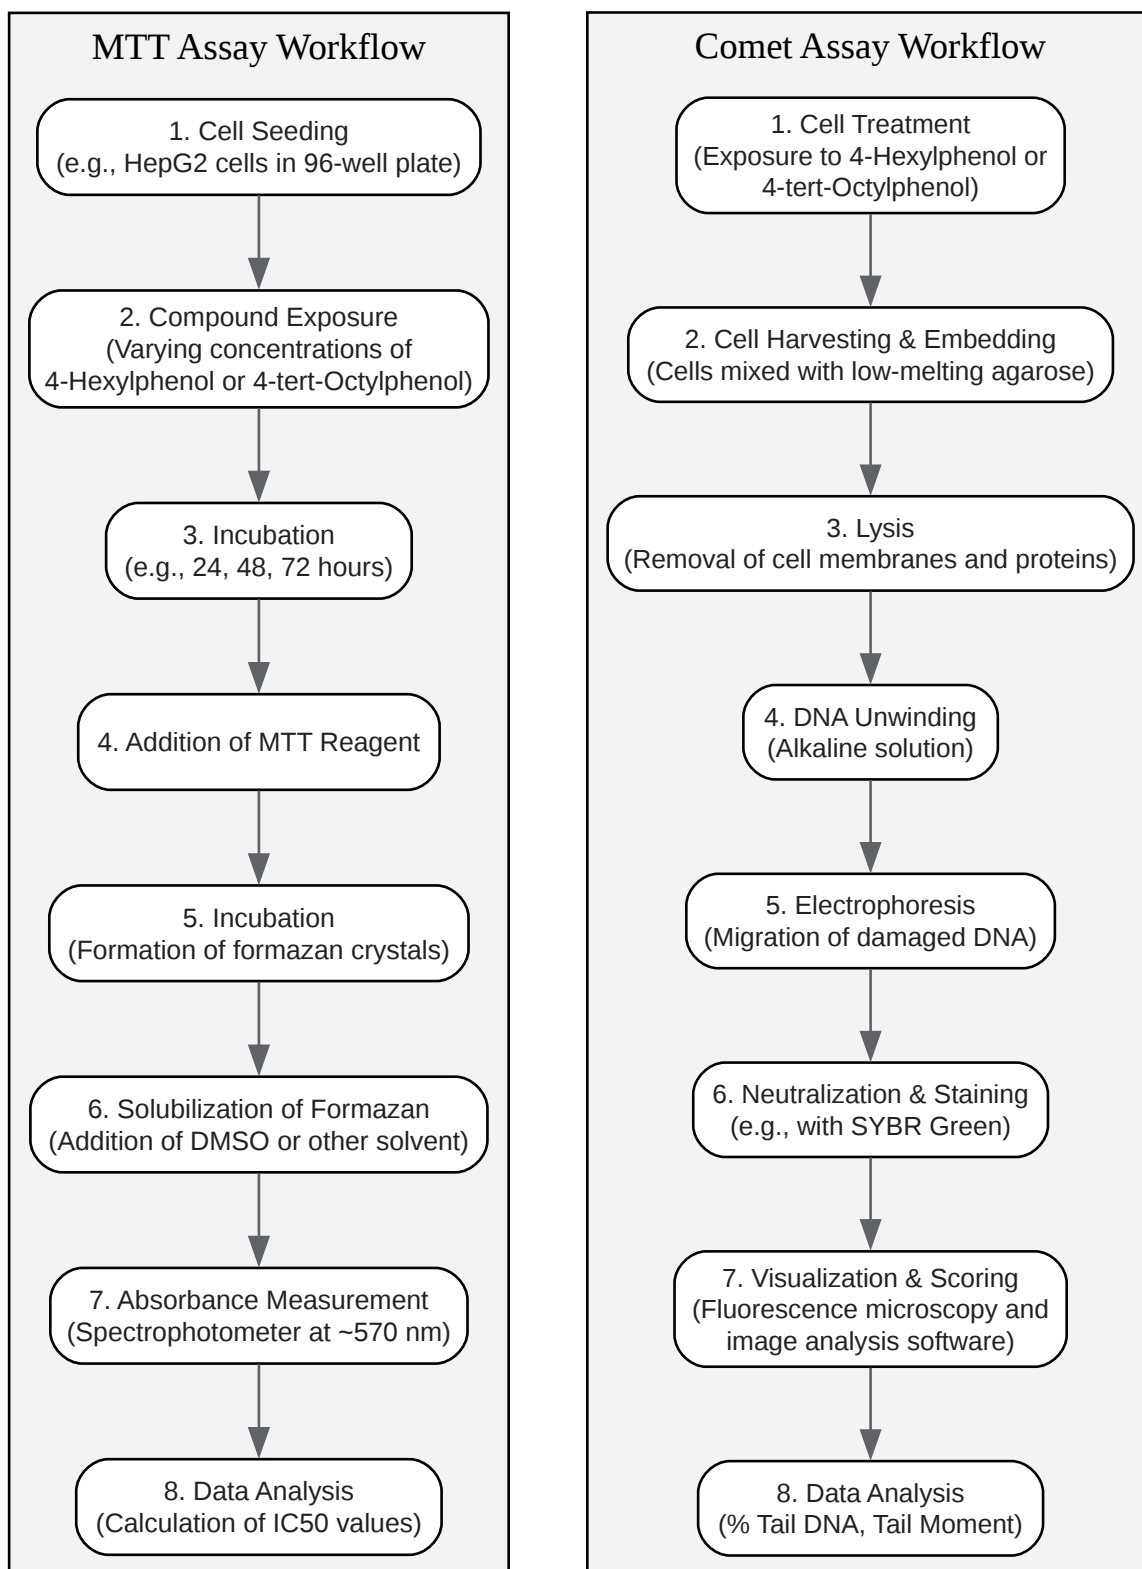 MTT Assay Workflow
1. Cell Seeding
(e.g., HepG2 cells in 96-well plate)
2. Compound Exposure
(Varying concentrations of
4-Hexylphenol or 4-tert-Octylphenol)
3. Incubation
(e.g., 24, 48, 72 hours)
4. Addition of MTT Reagent
5. Incubation
(Formation of formazan crystals)
6. Solubilization of Formazan
(Addition of DMSO or other solvent)
7. Absorbance Measurement
(Spectrophotometer at ~570 nm)
8. Data Analysis
(Calculation of IC50 values)
Comet Assay Workflow
1. Cell Treatment
(Exposure to 4-Hexylphenol or
4-tert-Octylphenol)
2. Cell Harvesting & Embedding
(Cells mixed with low-melting agarose)
3. Lysis
(Removal of cell membranes and proteins)
4. DNA Unwinding
(Alkaline solution)
5. Electrophoresis
(Migration of damaged DNA)
6. Neutralization & Staining
(e.g., with SYBR Green)
7. Visualization & Scoring
(Fluorescence microscopy and
image analysis software)
8. Data Analysis
(% Tail DNA, Tail Moment)